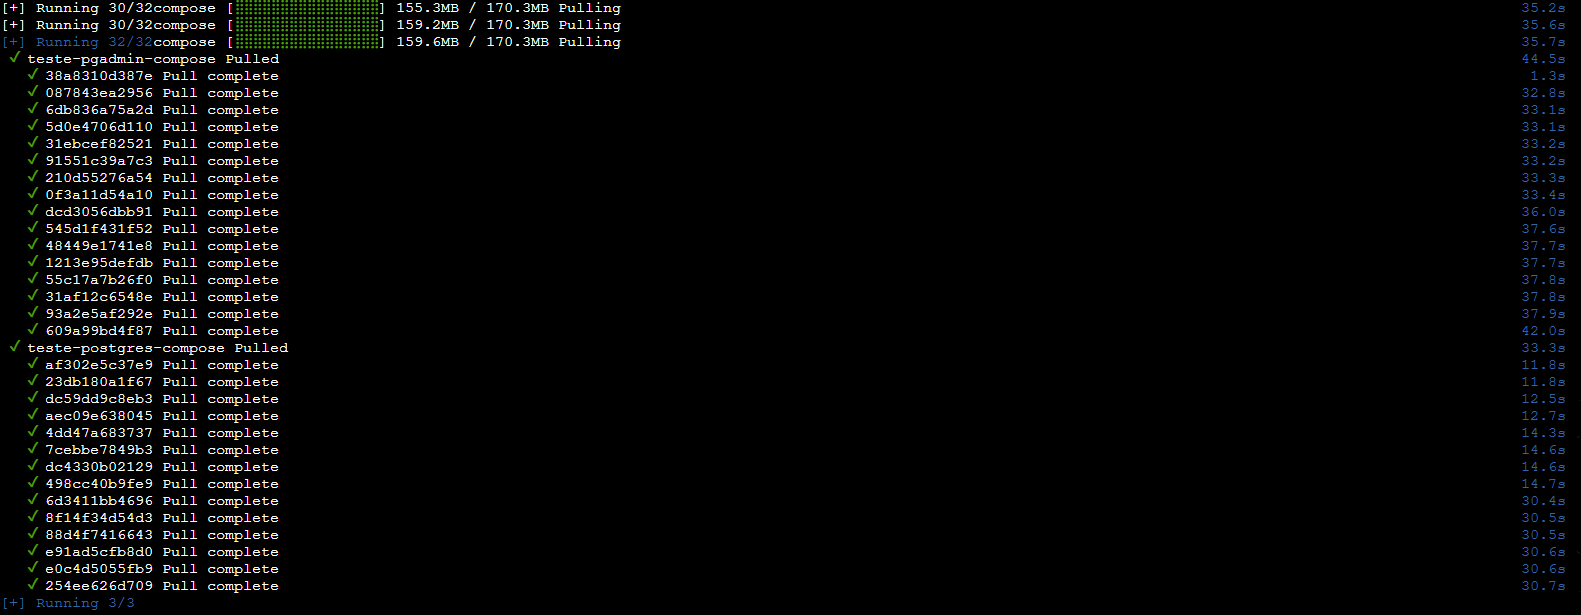 [+] Running 30/32compose [⣿⣿⣿⣿⣿⣿⣿⣿⣿⣿⣿⣿⣿⣿⣿⣿] 155.3MB / 170.3MB Pulling 35.2s
[+] Running 30/32compose [⣿⣿⣿⣿⣿⣿⣿⣿⣿⣿⣿⣿⣿⣿⣿⣿] 159.2MB / 170.3MB Pulling 35.6s
[+] Running 32/32compose [⣿⣿⣿⣿⣿⣿⣿⣿⣿⣿⣿⣿⣿⣿⣿⣿] 159.6MB / 170.3MB Pulling 35.7s
✓ teste-pgadmin-compose Pulled 44.5s
✓ 38a8310d387e Pull complete 1.3s
✓ 087843ea2956 Pull complete 32.8s
✓ 6db836a75a2d Pull complete 33.1s
✓ 5d0e4706d110 Pull complete 33.1s
✓ 31ebcef82521 Pull complete 33.2s
✓ 91551c39a7c3 Pull complete 33.2s
✓ 210d55276a54 Pull complete 33.3s
✓ 0f3a11d54a10 Pull complete 33.4s
✓ dcd3056dbb91 Pull complete 36.0s
✓ 545d1f431f52 Pull complete 37.6s
✓ 48449e1741e8 Pull complete 37.7s
✓ 1213e95defdb Pull complete 37.7s
✓ 55c17a7b26f0 Pull complete 37.8s
✓ 31af12c6548e Pull complete 37.8s
✓ 93a2e5af292e Pull complete 37.9s
✓ 609a99bd4f87 Pull complete 42.0s
✓ teste-postgres-compose Pulled 33.3s
✓ af302e5c37e9 Pull complete 11.8s
✓ 23db180a1f67 Pull complete 11.8s
✓ dc59dd9c8eb3 Pull complete 12.5s
✓ aec09e638045 Pull complete 12.7s
✓ 4dd47a683737 Pull complete 14.3s
✓ 7cebbe7849b3 Pull complete 14.6s
✓ dc4330b02129 Pull complete 14.6s
✓ 498cc40b9fe9 Pull complete 14.7s
✓ 6d3411bb4696 Pull complete 30.4s
✓ 8f14f34d54d3 Pull complete 30.5s
✓ 88d4f7416643 Pull complete 30.5s
✓ e91ad5cfb8d0 Pull complete 30.6s
✓ e0c4d5055fb9 Pull complete 30.6s
✓ 254ee626d709 Pull complete 30.7s
[+] Running 3/3